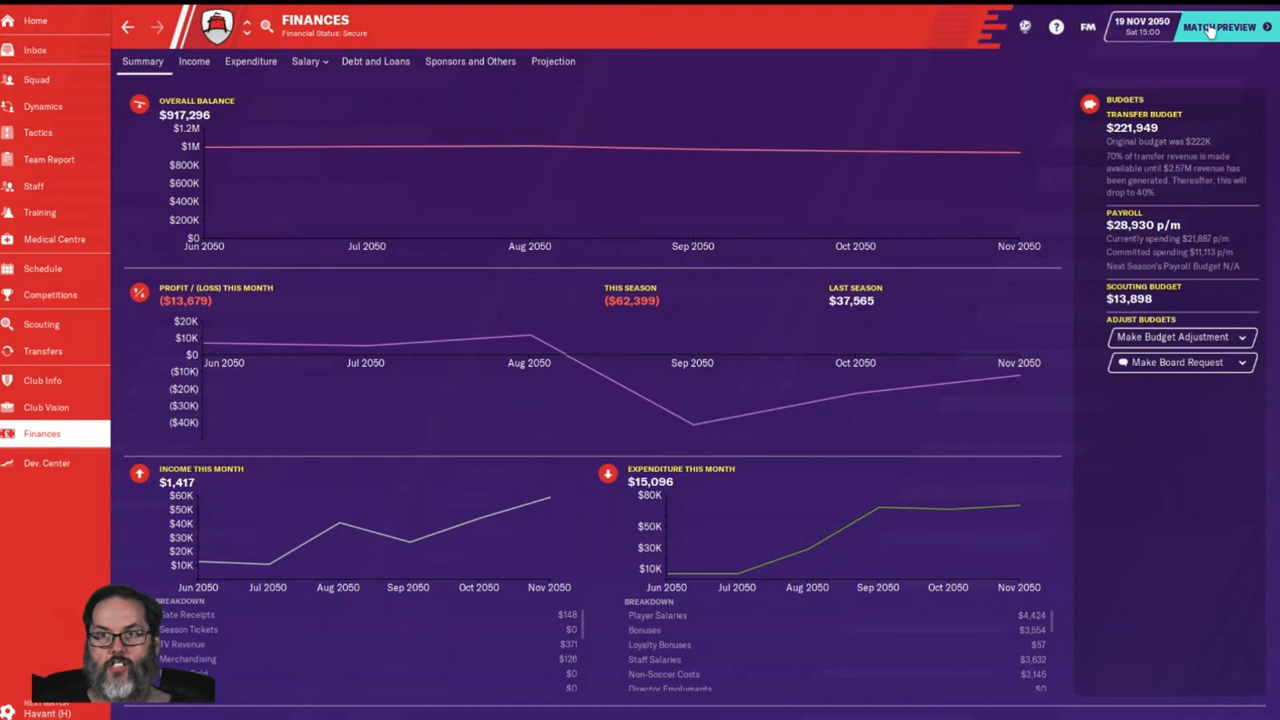 Home
Inbox
Squad
Dynamics
Tactics
Team Report
Staff
Training
Medical Centre
Schedule
Competitions
Scouting
Transfers
Club Info
Club Vision
Finances
Dev. Center
NEXT MATCH
Havant (H)
FINANCES
Financial Status: Secure
?
FM
19 NOV 2050
Sat 15:00
MATCH PREVIEW
Summary
Income
Expenditure
Salary
Debt and Loans
Sponsors and Others
Projection
OVERALL BALANCE
$917,296
$1.2M
$1M
$800K
$600K
$400K
$200K
$0
Jun 2050
Jul 2050
Aug 2050
Sep 2050
Oct 2050
Nov 2050
PROFIT / (LOSS) THIS MONTH
($13,679)
THIS SEASON
($62,399)
LAST SEASON
$37,565
$20K
$10K
$0
($10K)
($20K)
($30K)
($40K)
Jun 2050
Jul 2050
Aug 2050
Sep 2050
Oct 2050
Nov 2050
INCOME THIS MONTH
$1,417
$60K
$50K
$40K
$30K
$20K
$10K
Jun 2050
Jul 2050
Aug 2050
Sep 2050
Oct 2050
Nov 2050
BREAKDOWN
Gate Receipts $148
Season Tickets $0
TV Revenue $371
Merchandising $126
$0
$0
EXPENDITURE THIS MONTH
$15,096
$80K
$50K
$30K
$10K
Jun 2050
Jul 2050
Aug 2050
Sep 2050
Oct 2050
Nov 2050
BREAKDOWN
Player Salaries $4,424
Bonuses $3,554
Loyalty Bonuses $57
Staff Salaries $3,632
Non-Soccer Costs $3,145
Director Emoluments $0
BUDGETS
TRANSFER BUDGET
$221,949
Original budget was $222K
70% of transfer revenue is made
available until $2.57M revenue has
been generated. Thereafter, this will
drop to 40%.
PAYROLL
$28,930 p/m
Currently spending $21,887 p/m
Committed spending $11,113 p/m
Next Season's Payroll Budget N/A
SCOUTING BUDGET
$13,898
ADJUST BUDGETS
Make Budget Adjustment
Make Board Request